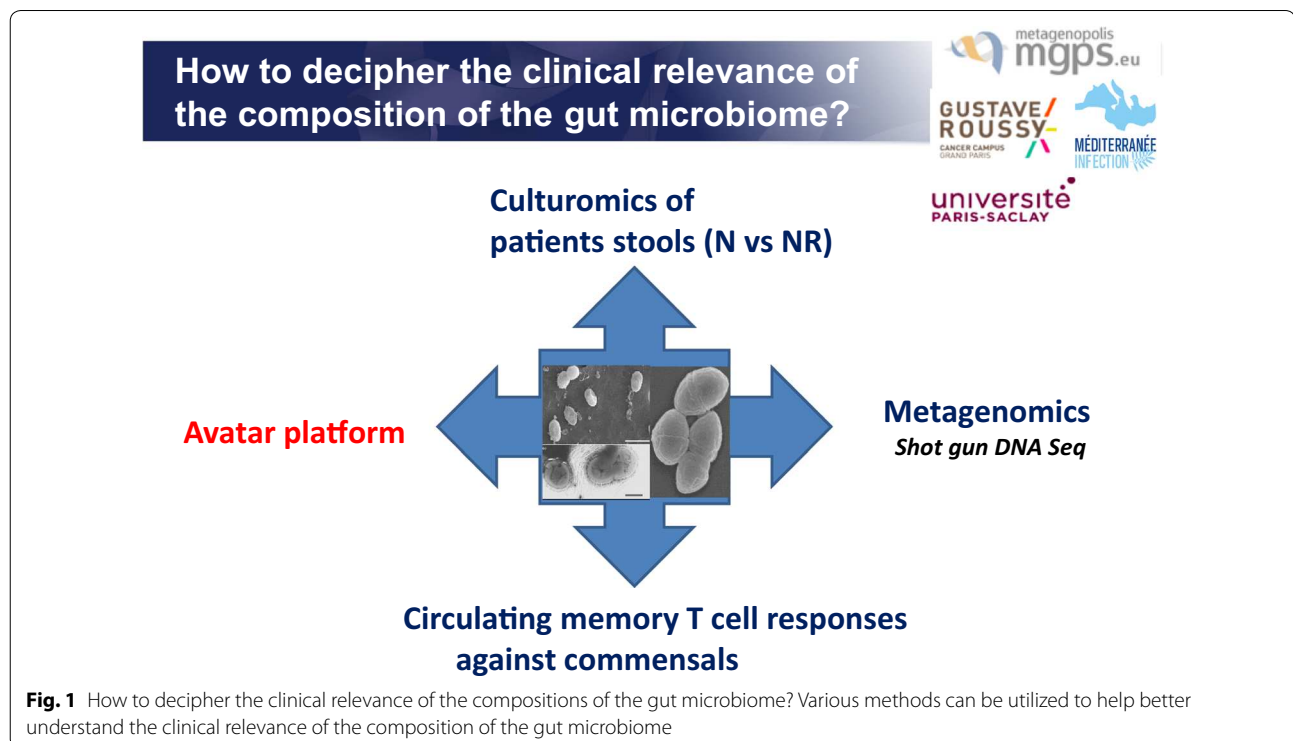 How to decipher the clinical relevance of
the composition of the gut microbiome?
metagenopolis
mgps.eu
GUSTAVE/
ROUSSY
CANCER CAMPUS
GRAND PARIS
MÉDITERRANÉE
INFECTION
université
PARIS-SACLAY
Culturomics of
patients stools (N vs NR)
Avatar platform
Metagenomics
Shot gun DNA Seq
Circulating memory T cell responses
against commensals
Fig. 1 How to decipher the clinical relevance of the compositions of the gut microbiome? Various methods can be utilized to help better
understand the clinical relevance of the composition of the gut microbiome